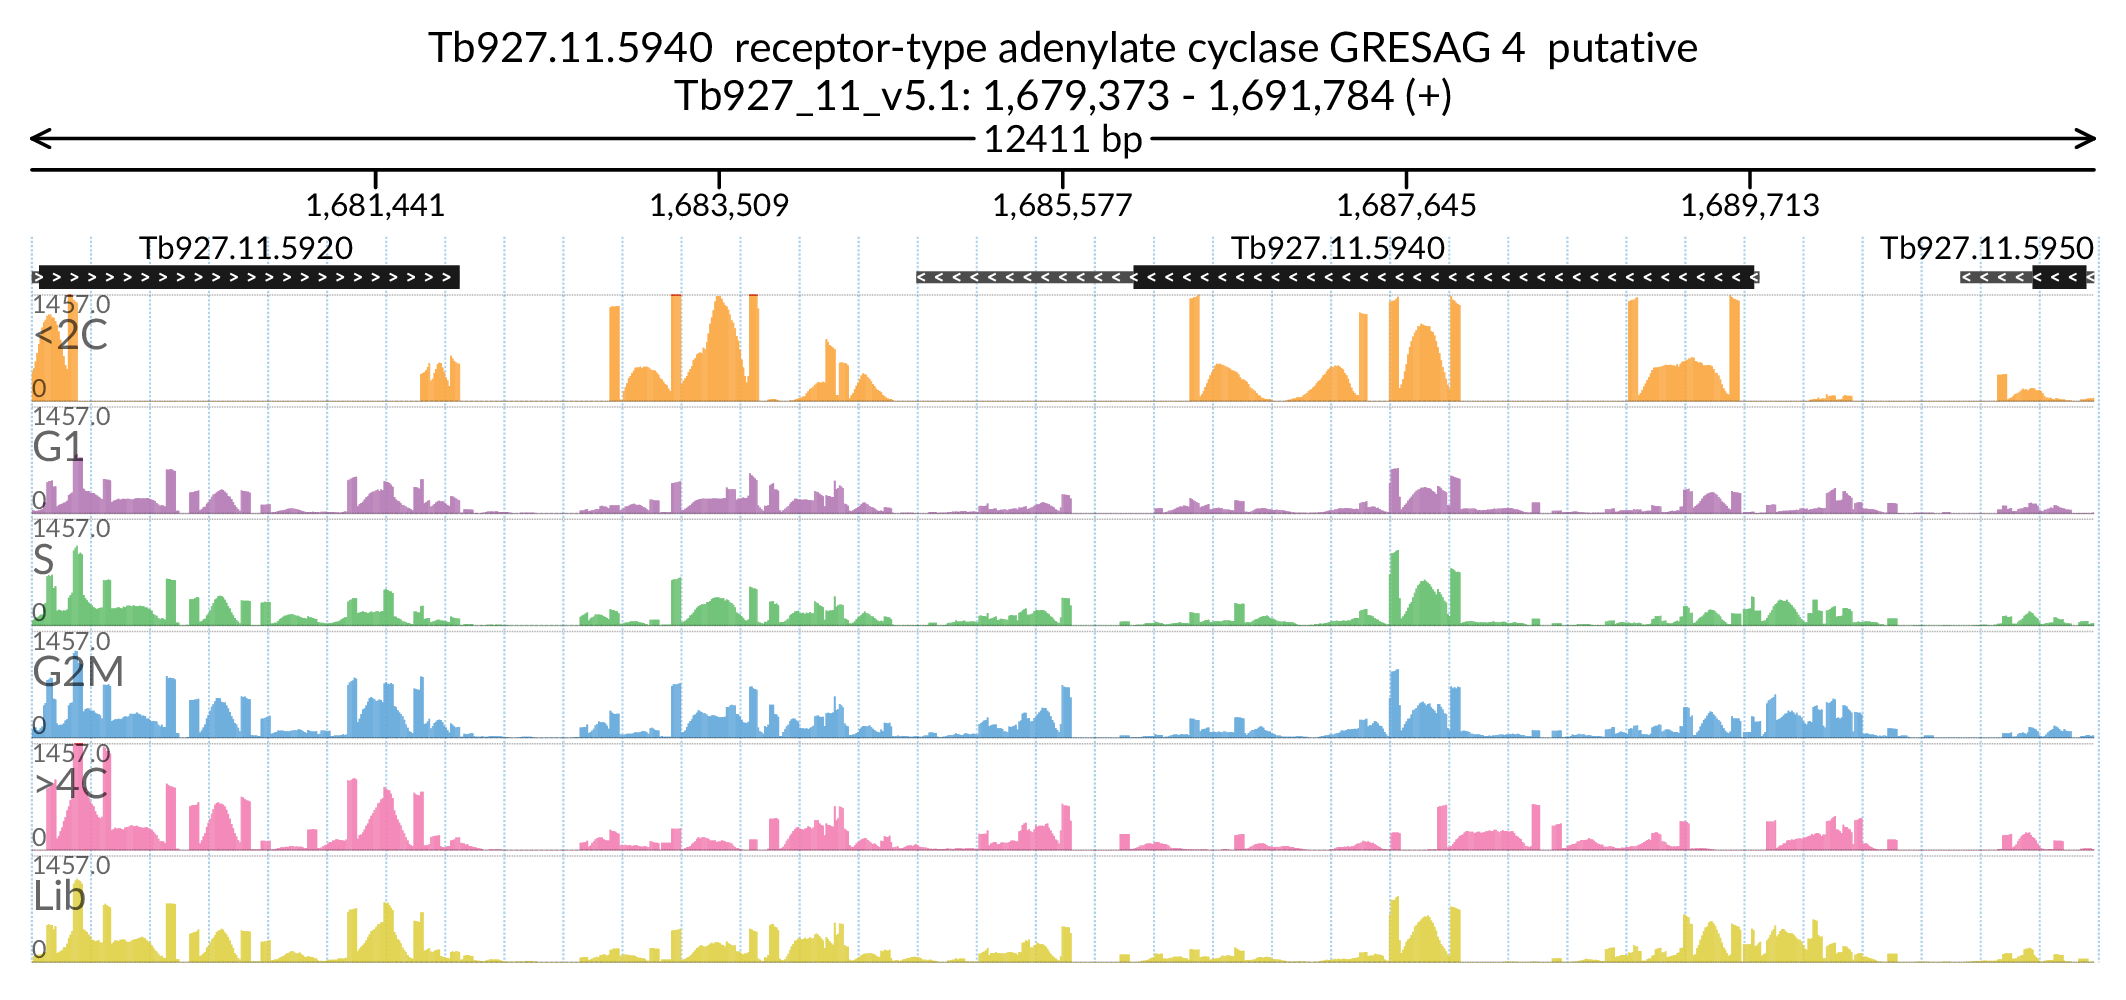 Tb927.11.5940  receptor-type adenylate cyclase GRESAG 4  putative
Tb927_11_v5.1: 1,679,373 - 1,691,784 (+)
12411 bp
1,681,441 1,683,509 1,685,577 1,687,645 1,689,713
Tb927.11.5920 Tb927.11.5940 Tb927.11.5950
1457.0
<2C
0
1457.0
G1
0
1457.0
S
0
1457.0
G2M
0
1457.0
>4C
0
1457.0
Lib
0